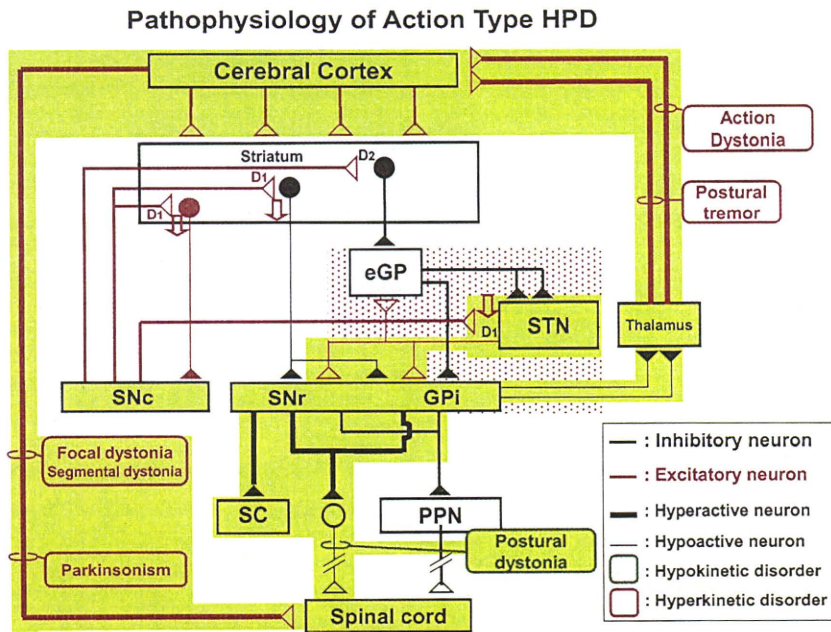 Pathophysiology of Action Type HPD
Cerebral Cortex
Action
Dystonia
Striatum
D2
D1
D1
Postural
tremor
eGP
D1
STN
Thalamus
SNc
SNr
GPi
Focal dystonia
Segmental dystonia
SC
PPN
Postural
dystonia
Parkinsonism
Spinal cord
: Inhibitory neuron
: Excitatory neuron
: Hyperactive neuron
: Hypoactive neuron
: Hypokinetic disorder
: Hyperkinetic disorder